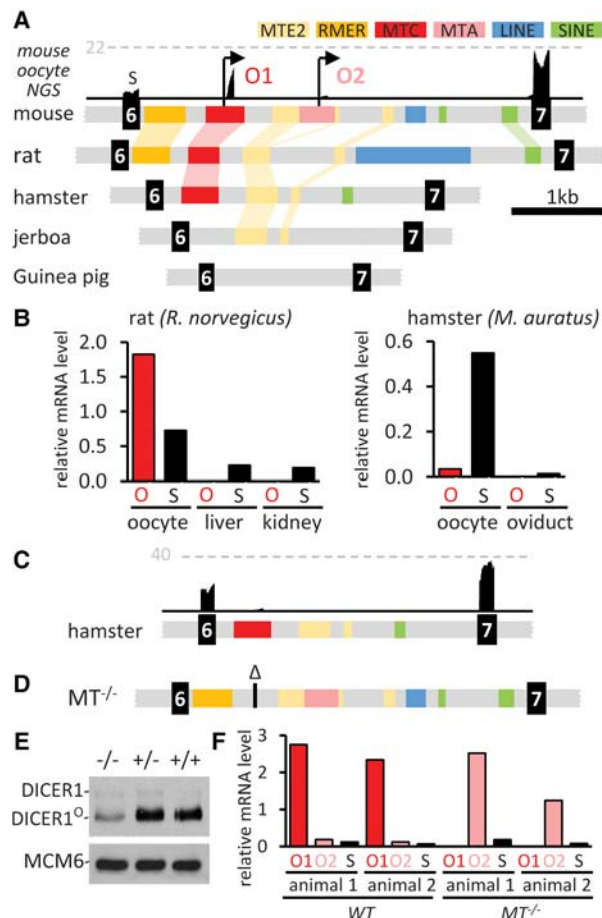 A
MTE2 RMER MTC MTA LINE SINE
22
mouse
oocyte
NGS
S
O1
O2
mouse
6
7
rat
6
7
hamster
6
7
1kb
jerboa
6
7
Guinea pig
6
7
B
rat (R. norvegicus)
hamster (M. auratus)
relative mRNA level
2.0
1.5
1.0
0.5
0.0
O S O S O S
oocyte liver kidney
relative mRNA level
0.6
0.4
0.2
0.0
O S O S
oocyte oviduct
C
40
hamster
6
7
D
Δ
MT-/-
6
7
E
-/- +/- +/+
DICER1
DICER1O
MCM6
F
relative mRNA level
3
2
1
0
O1 O2 S O1 O2 S O1 O2 S O1 O2 S
animal 1 animal 2 animal 1 animal 2
WT MT-/-